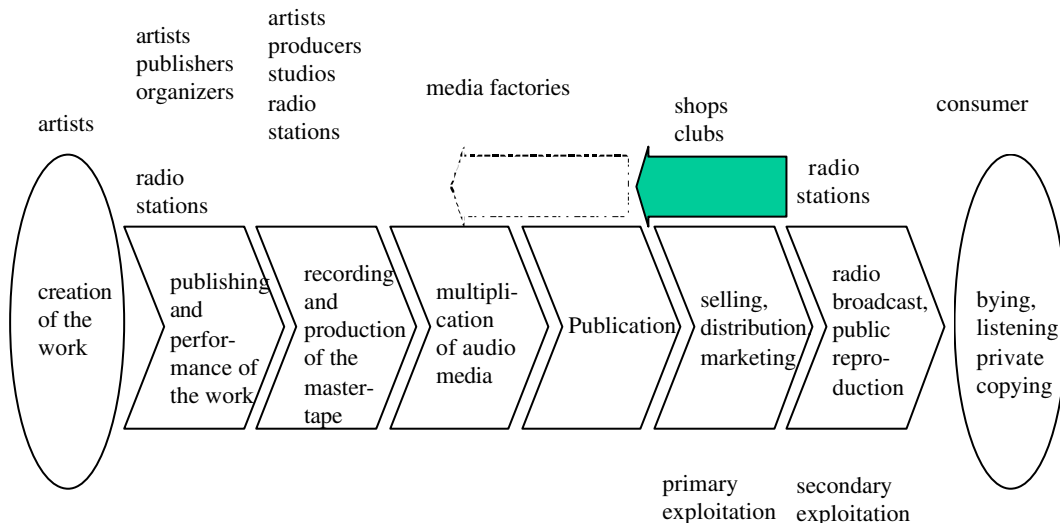 artists
artists
publishers
organizers
artists
producers
studios
radio
stations
media factories
shops
clubs
consumer
radio
stations
radio
stations
creation
of the
work
publishing
and
perfor-
mance of
the work
recording
and
production
of the
master-
tape
multipli-
cation
of audio
media
Publication
selling,
distribution
marketing
radio
broadcast,
public
repro-
duction
bying,
listening
private
copying
primary
exploitation
secondary
exploitation